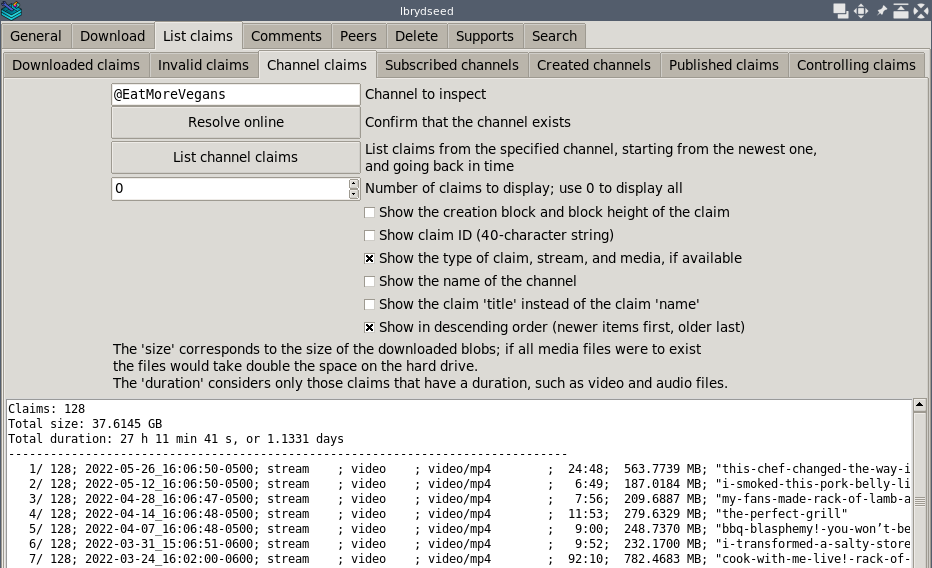 lbrydseed
General Download List claims Comments Peers Delete Supports Search
Downloaded claims Invalid claims Channel claims Subscribed channels Created channels Published claims Controlling claims
@EatMoreVegans Channel to inspect
Resolve online Confirm that the channel exists
List channel claims List claims from the specified channel, starting from the newest one,
and going back in time
0 Number of claims to display; use 0 to display all
Show the creation block and block height of the claim
Show claim ID (40-character string)
Show the type of claim, stream, and media, if available
Show the name of the channel
Show the claim 'title' instead of the claim 'name'
Show in descending order (newer items first, older last)
The 'size' corresponds to the size of the downloaded blobs; if all media files were to exist
the files would take double the space on the hard drive.
The 'duration' considers only those claims that have a duration, such as video and audio files.
Claims: 128
Total size: 37.6145 GB
Total duration: 27 h 11 min 41 s, or 1.1331 days
--------------------------------------------------------------------------------
1/ 128; 2022-05-26_16:06:50-0500; stream ; video ; video/mp4 ; 24:48; 563.7739 MB; "this-chef-changed-the-way-i
2/ 128; 2022-05-12_16:06:50-0500; stream ; video ; video/mp4 ; 6:49; 187.0184 MB; "i-smoked-this-pork-belly-li
3/ 128; 2022-04-28_16:06:47-0500; stream ; video ; video/mp4 ; 7:56; 209.6887 MB; "my-fans-made-rack-of-lamb-a
4/ 128; 2022-04-14_16:06:48-0500; stream ; video ; video/mp4 ; 11:53; 279.6329 MB; "the-perfect-grill"
5/ 128; 2022-04-07_16:06:48-0500; stream ; video ; video/mp4 ; 9:00; 248.7370 MB; "bbq-blasphemy!-you-won’t-be
6/ 128; 2022-03-31_15:06:51-0600; stream ; video ; video/mp4 ; 9:52; 232.1700 MB; "i-transformed-a-salty-store
7/ 128; 2022-03-24_16:02:00-0600; stream ; video ; video/mp4 ; 92:10; 782.4683 MB; "cook-with-me-live!-rack-of-